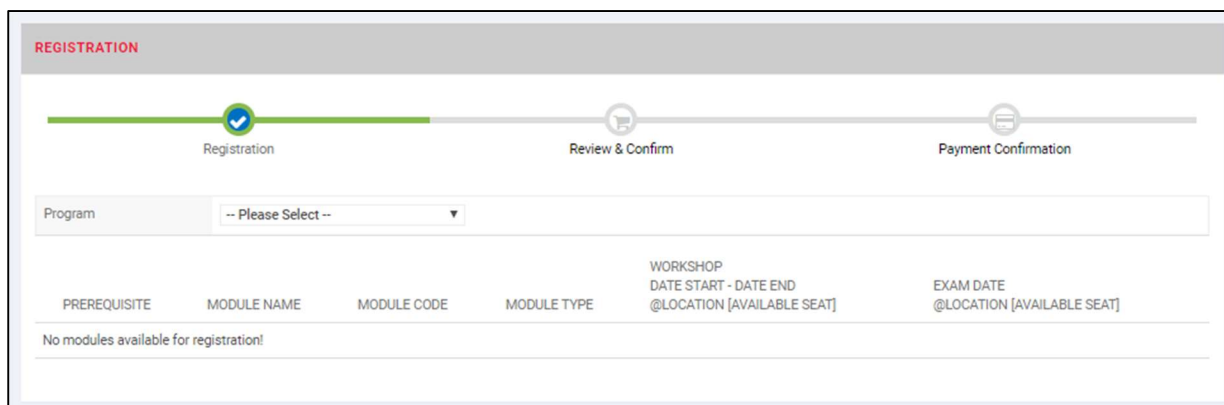 REGISTRATION
Registration
Review & Confirm
Payment Confirmation
Program
-- Please Select --
PREREQUISITE
MODULE NAME
MODULE CODE
MODULE TYPE
WORKSHOP
DATE START - DATE END
@LOCATION [AVAILABLE SEAT]
EXAM DATE
@LOCATION [AVAILABLE SEAT]
No modules available for registration!